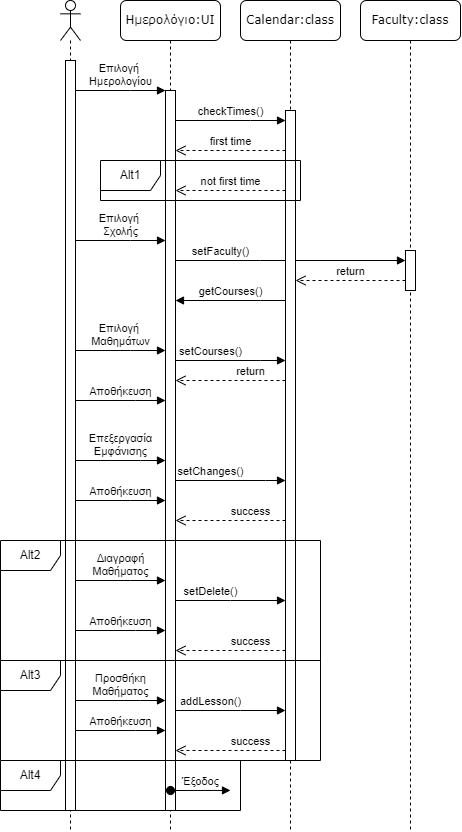 Ημερολόγιο:UI
Calendar:class
Faculty:class
Επιλογή
Ημερολογίου
checkTimes()
first time
Alt1
not first time
Επιλογή
Σχολής
setFaculty()
return
getCourses()
Επιλογή
Μαθημάτων
setCourses()
return
Αποθήκευση
Επεξεργασία
Εμφάνισης
setChanges()
Αποθήκευση
success
Alt2
Διαγραφή
Μαθήματος
setDelete()
Αποθήκευση
success
Alt3
Προσθήκη
Μαθήματος
addLesson()
Αποθήκευση
success
Alt4
Έξοδος